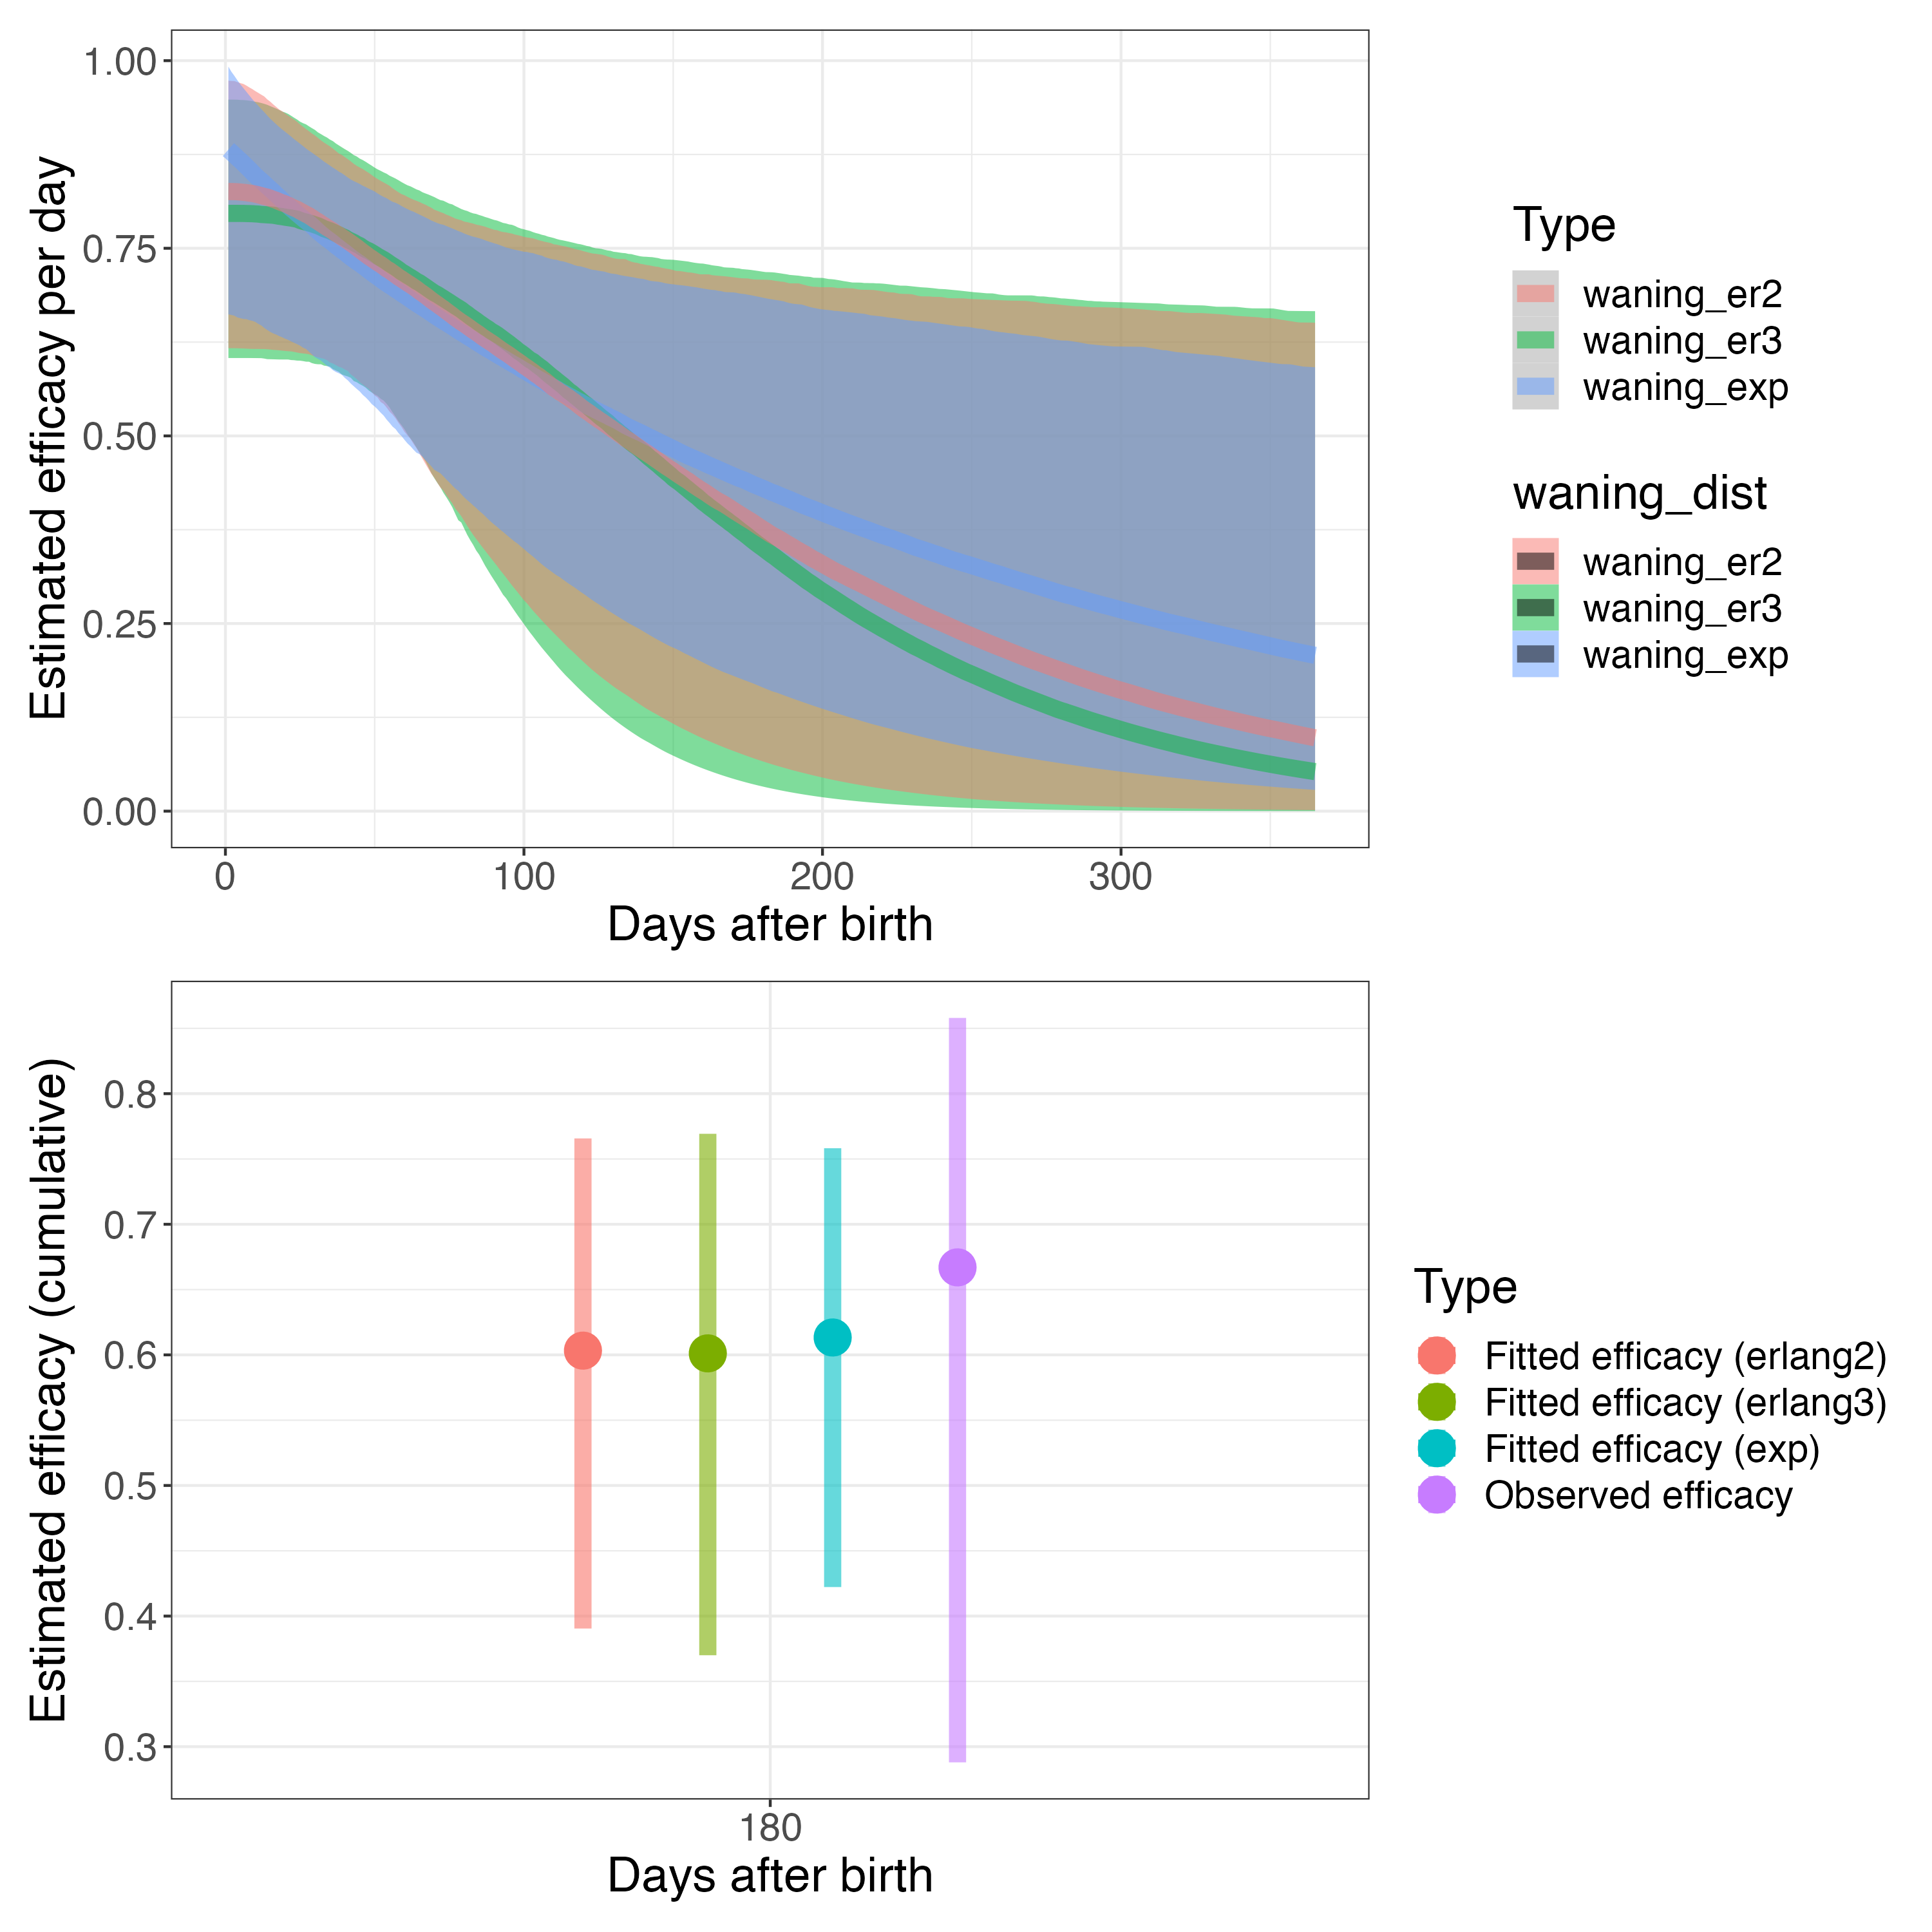 Estimated efficacy per day
1.00
0.75
0.50
0.25
0.00
0
100
200
300
Days after birth
Type
waning_er2
waning_er3
waning_exp
waning_dist
waning_er2
waning_er3
waning_exp
Estimated efficacy (cumulative)
0.8
0.7
0.6
0.5
0.4
0.3
180
Days after birth
Type
Fitted efficacy (erlang2)
Fitted efficacy (erlang3)
Fitted efficacy (exp)
Observed efficacy